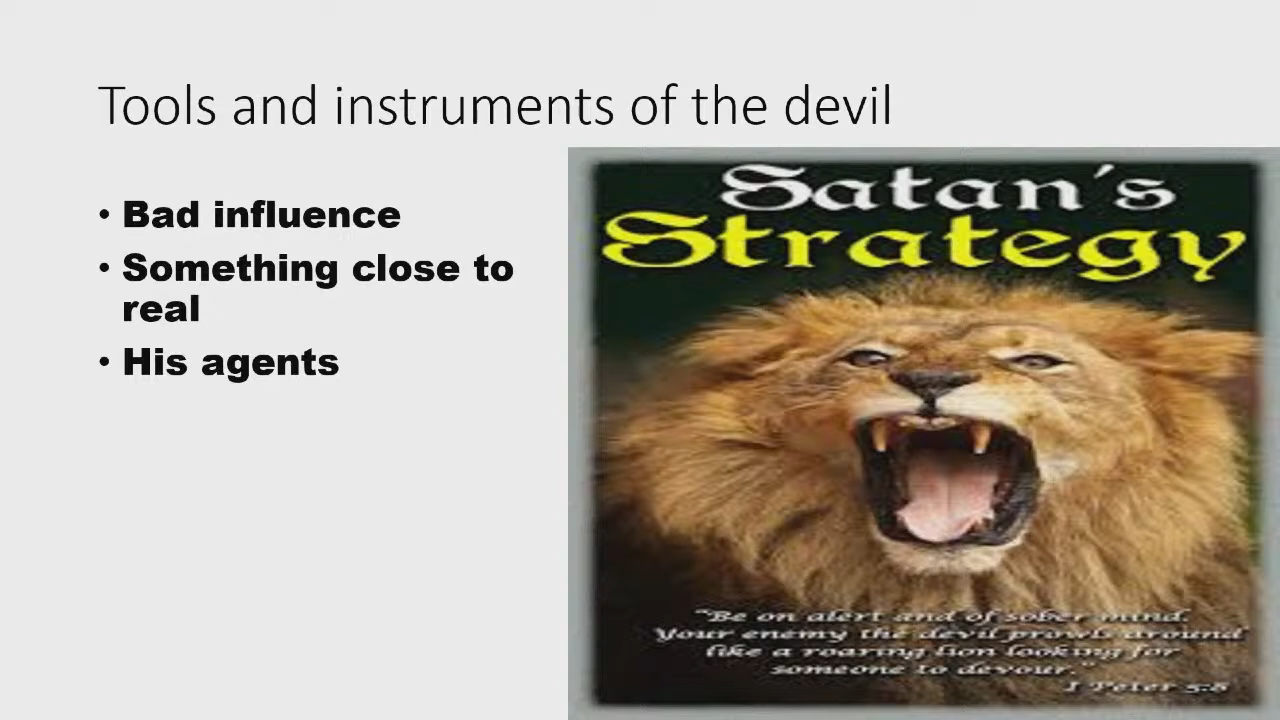 Tools and instruments of the devil
• Bad influence
• Something close to
real
• His agents
Satan's
Strategy
"Be on alert and of sober mind.
Your enemy the devil prowls around
like a roaring lion looking for
someone to devour."
1 Peter 5:8